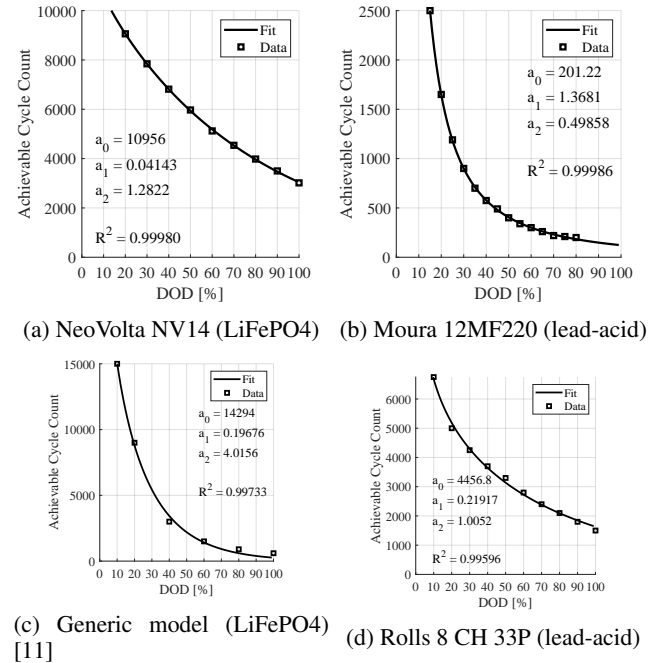 10000
8000
6000
4000
2000
0
Achievable Cycle Count
0 10 20 30 40 50 60 70 80 90 100
DOD [%]
Fit
Data
a0 = 10956
a1 = 0.04143
a2 = 1.2822
R2 = 0.99980
(a) NeoVolta NV14 (LiFePO4)
2500
2000
1500
1000
500
0
Achievable Cycle Count
0 10 20 30 40 50 60 70 80 90 100
DOD [%]
Fit
Data
a0 = 201.22
a1 = 1.3681
a2 = 0.49858
R2 = 0.99986
(b) Moura 12MF220 (lead-acid)
15000
10000
5000
0
Achievable Cycle Count
0 10 20 30 40 50 60 70 80 90 100
DOD [%]
Fit
Data
a0 = 14294
a1 = 0.19676
a2 = 4.0156
R2 = 0.99733
(c) Generic model (LiFePO4)
[11]
6000
5000
4000
3000
2000
1000
0
Achievable Cycle Count
0 10 20 30 40 50 60 70 80 90 100
DOD [%]
Fit
Data
a0 = 4456.8
a1 = 0.21917
a2 = 1.0052
R2 = 0.99596
(d) Rolls 8 CH 33P (lead-acid)